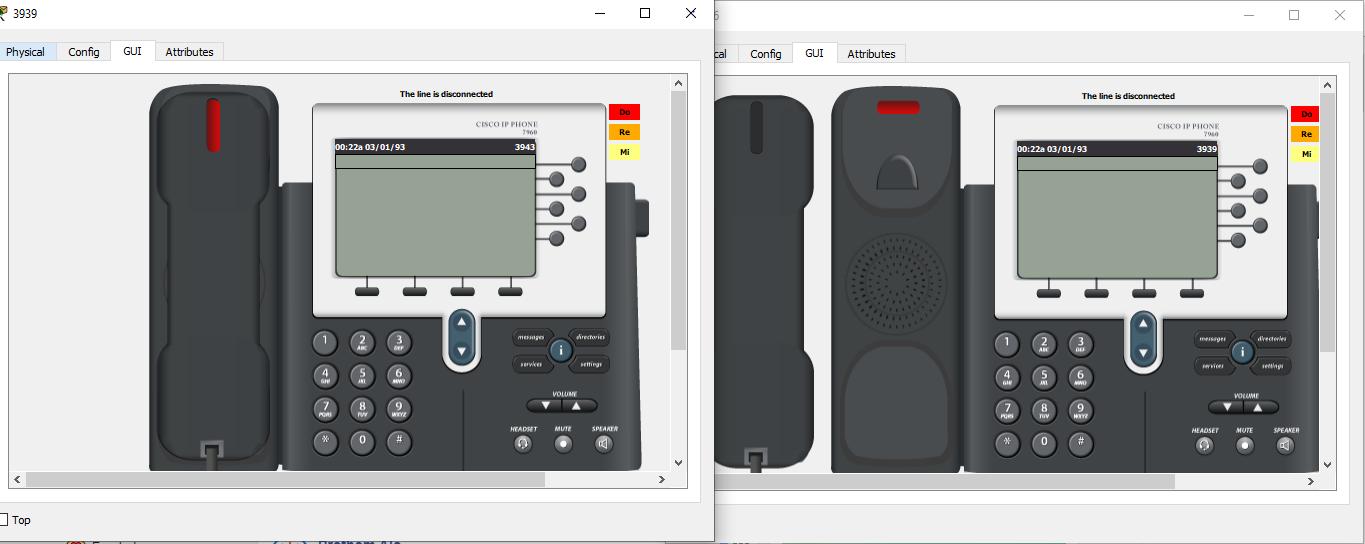 3939
Physical Config GUI Attributes
The line is disconnected
Do
Re
Mi
CISCO IP PHONE
7960
00:22a 03/01/93 3943
1 2 ABC 3 DEF
4 GHI 5 JKL 6 MNO
7 PQRS 8 TUV 9 WXYZ
* 0 #
messages directories
i
services settings
VOLUME
HEADSET MUTE SPEAKER
Top
6
cal Config GUI Attributes
The line is disconnected
Do
Re
Mi
CISCO IP PHONE
7960
00:22a 03/01/93 3939
1 2 ABC 3 DEF
4 GHI 5 JKL 6 MNO
7 PQRS 8 TUV 9 WXYZ
* 0 #
messages directories
i
services settings
VOLUME
HEADSET MUTE SPEAKER